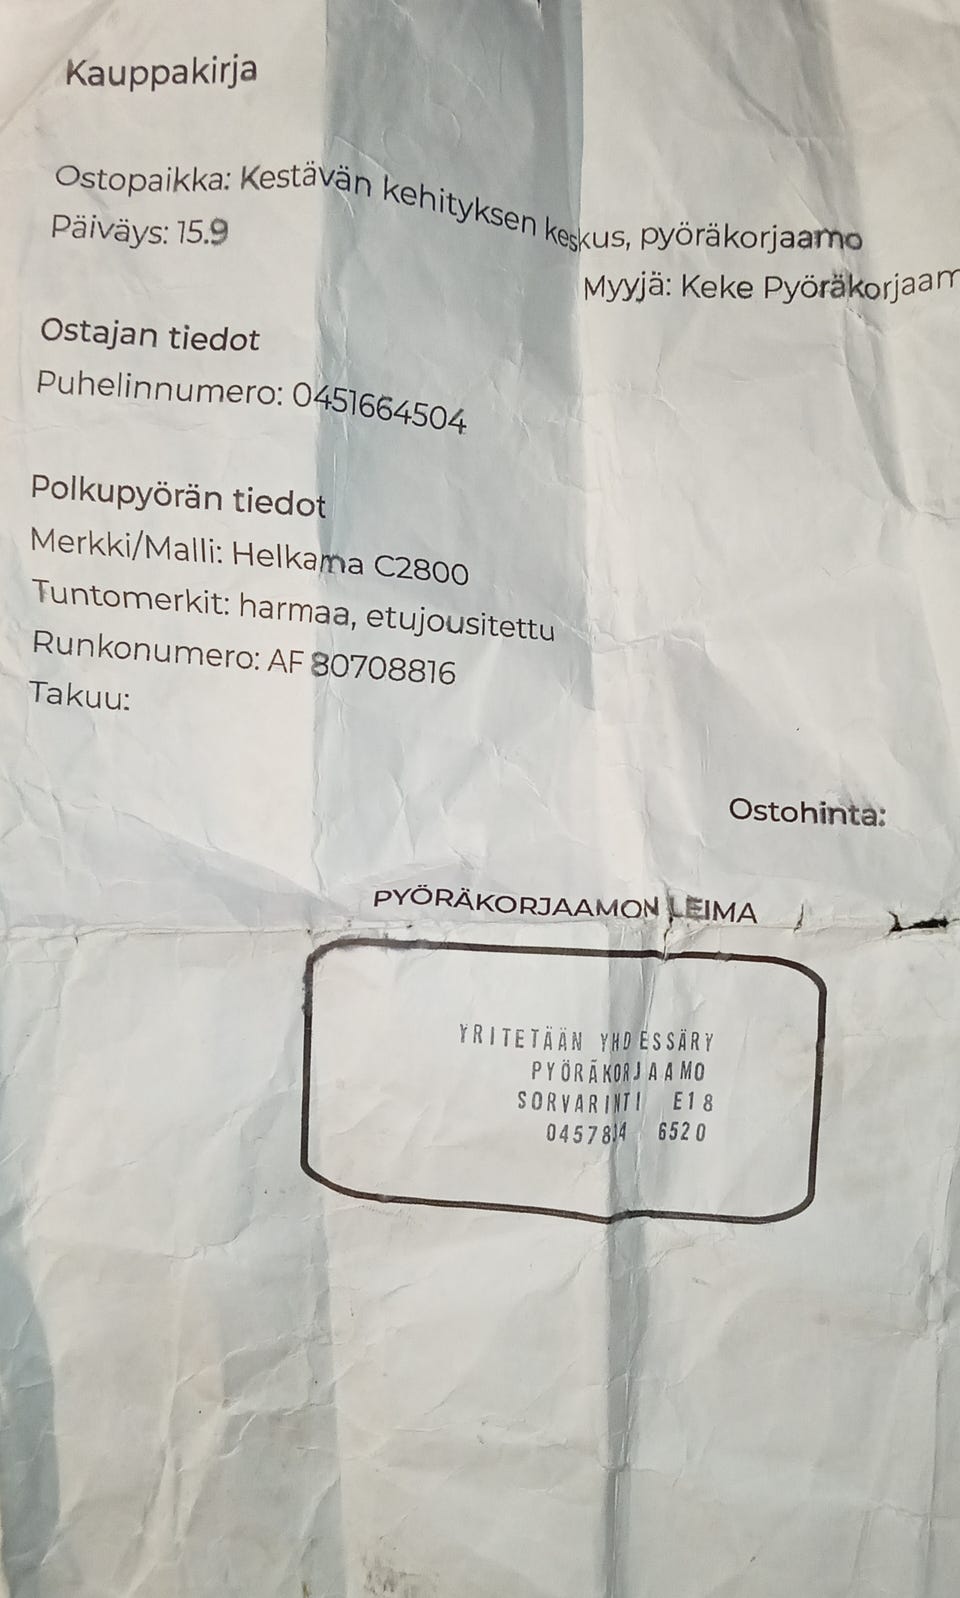 Kauppakirja
Ostopaikka: Kestävän kehityksen keskus, pyöräkorjaamo
Päiväys: 15.9
Myyjä: Keke Pyöräkorjaam
Ostajan tiedot
Puhelinnumero: 0451664504
Polkupyörän tiedot
Merkki/Malli: Helkama C2800
Tuntomerkit: harmaa, etujousitettu
Runkonumero: AF 80708816
Takuu:
Ostohinta:
PYÖRÄKORJAAMON LEIMA
YRITETÄÄN YHDESSÄRY
PYÖRÄKORJAAMO
SORVARINTI E18
6520